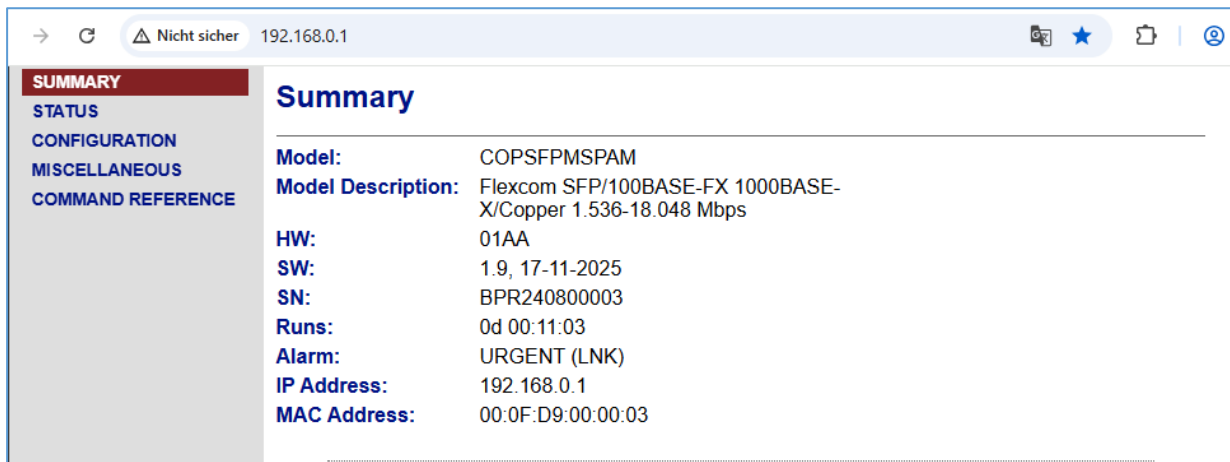 Nicht sicher 192.168.0.1
SUMMARY
STATUS
CONFIGURATION
MISCELLANEOUS
COMMAND REFERENCE
Summary
Model: COPSFPMSPAM
Model Description: Flexcom SFP/100BASE-FX 1000BASE-
X/Copper 1.536-18.048 Mbps
HW: 01AA
SW: 1.9, 17-11-2025
SN: BPR240800003
Runs: 0d 00:11:03
Alarm: URGENT (LNK)
IP Address: 192.168.0.1
MAC Address: 00:0F:D9:00:00:03